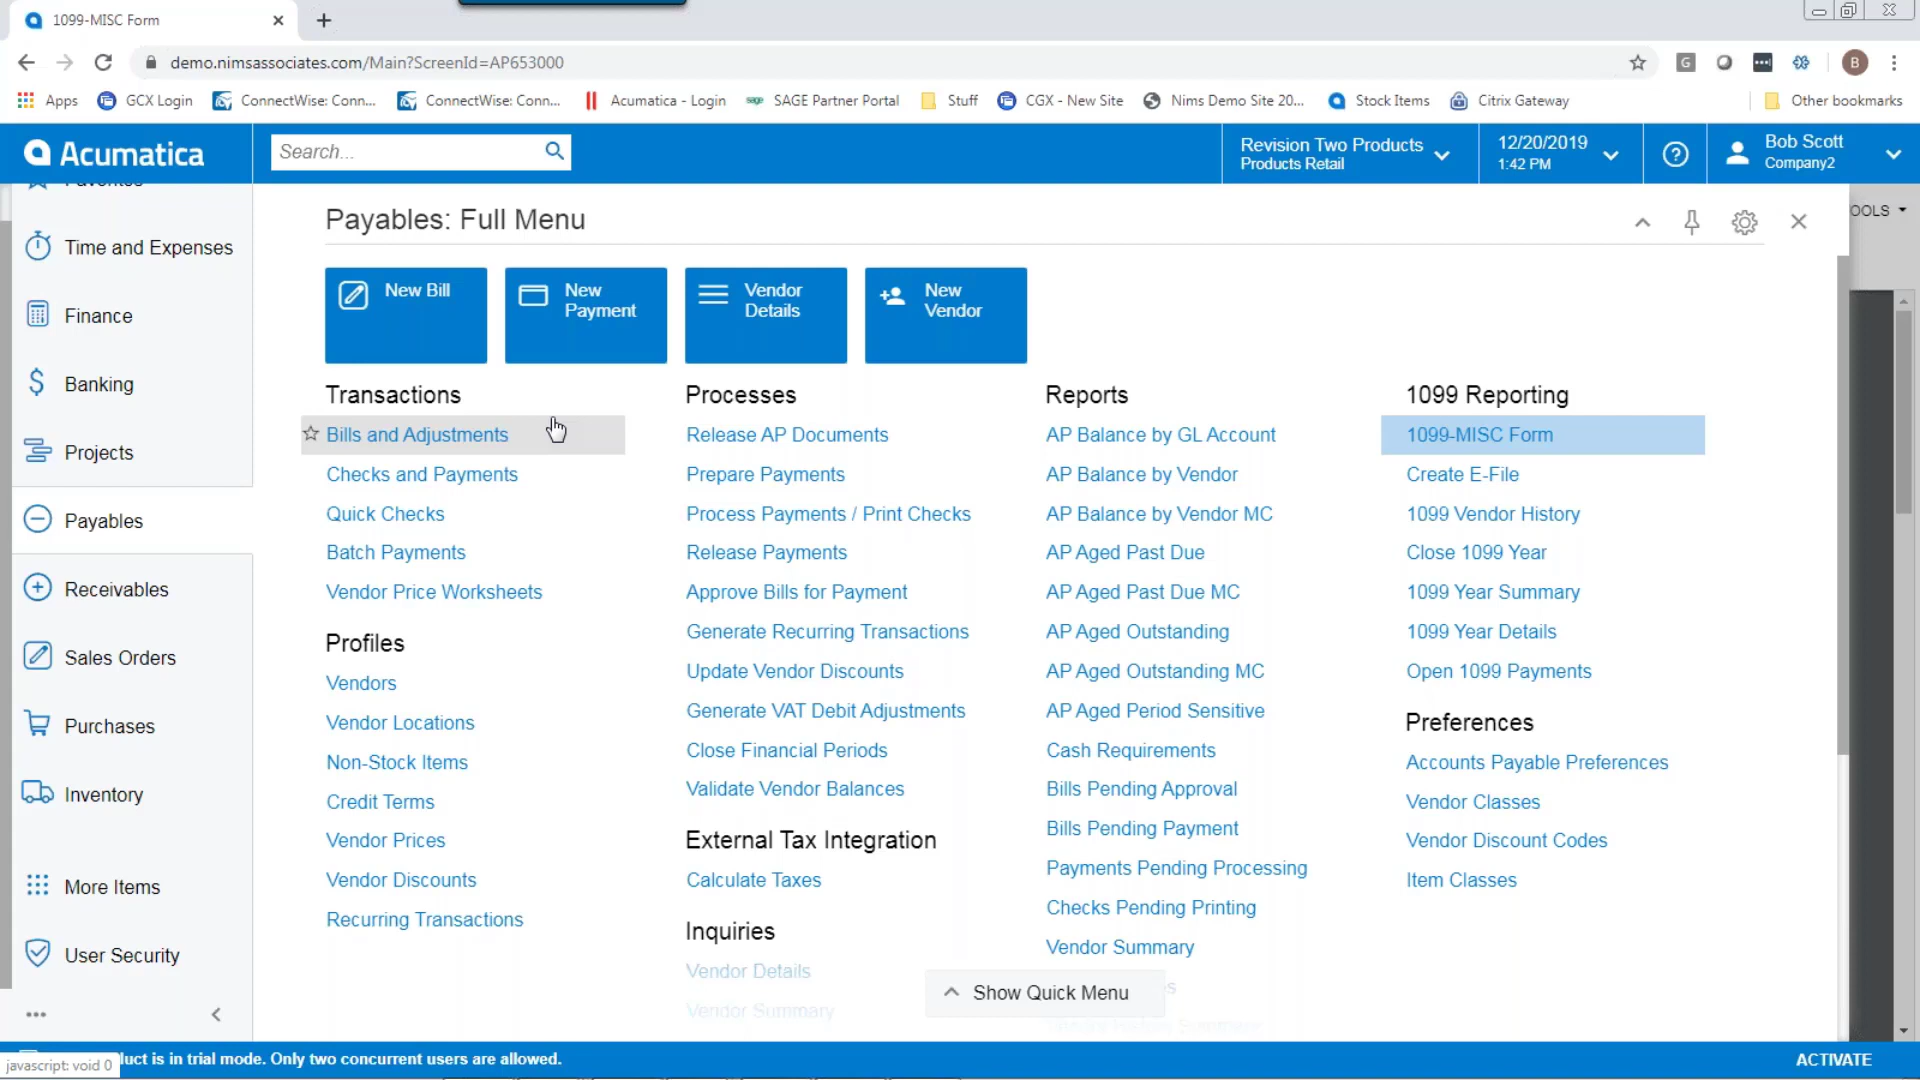 1099-MISC Form
demo.nimsassociates.com/Main?ScreenId=AP653000
G
B
Apps
GCX Login
ConnectWise: Conn...
ConnectWise: Conn...
Acumatica - Login
sage
SAGE Partner Portal
Stuff
CGX - New Site
Nims Demo Site 20...
Stock Items
Citrix Gateway
Other bookmarks
Acumatica
Search...
Revision Two Products
Products Retail
12/20/2019
1:42 PM
Bob Scott
Company2
Favorites
Time and Expenses
Finance
Banking
Projects
Payables
Receivables
Sales Orders
Purchases
Inventory
More Items
User Security
Payables: Full Menu
OOLS
New Bill
New
Payment
Vendor
Details
New
Vendor
Transactions
Bills and Adjustments
Checks and Payments
Quick Checks
Batch Payments
Vendor Price Worksheets
Profiles
Vendors
Vendor Locations
Non-Stock Items
Credit Terms
Vendor Prices
Vendor Discounts
Recurring Transactions
Processes
Release AP Documents
Prepare Payments
Process Payments / Print Checks
Release Payments
Approve Bills for Payment
Generate Recurring Transactions
Update Vendor Discounts
Generate VAT Debit Adjustments
Close Financial Periods
Validate Vendor Balances
External Tax Integration
Calculate Taxes
Inquiries
Vendor Details
Vendor Summary
Reports
AP Balance by GL Account
AP Balance by Vendor
AP Balance by Vendor MC
AP Aged Past Due
AP Aged Past Due MC
AP Aged Outstanding
AP Aged Outstanding MC
AP Aged Period Sensitive
Cash Requirements
Bills Pending Approval
Bills Pending Payment
Payments Pending Processing
Checks Pending Printing
Vendor Summary
1099 Reporting
1099-MISC Form
Create E-File
1099 Vendor History
Close 1099 Year
1099 Year Summary
1099 Year Details
Open 1099 Payments
Preferences
Accounts Payable Preferences
Vendor Classes
Vendor Discount Codes
Item Classes
Show Quick Menu
javascript: void 0
luct is in trial mode. Only two concurrent users are allowed.
ACTIVATE